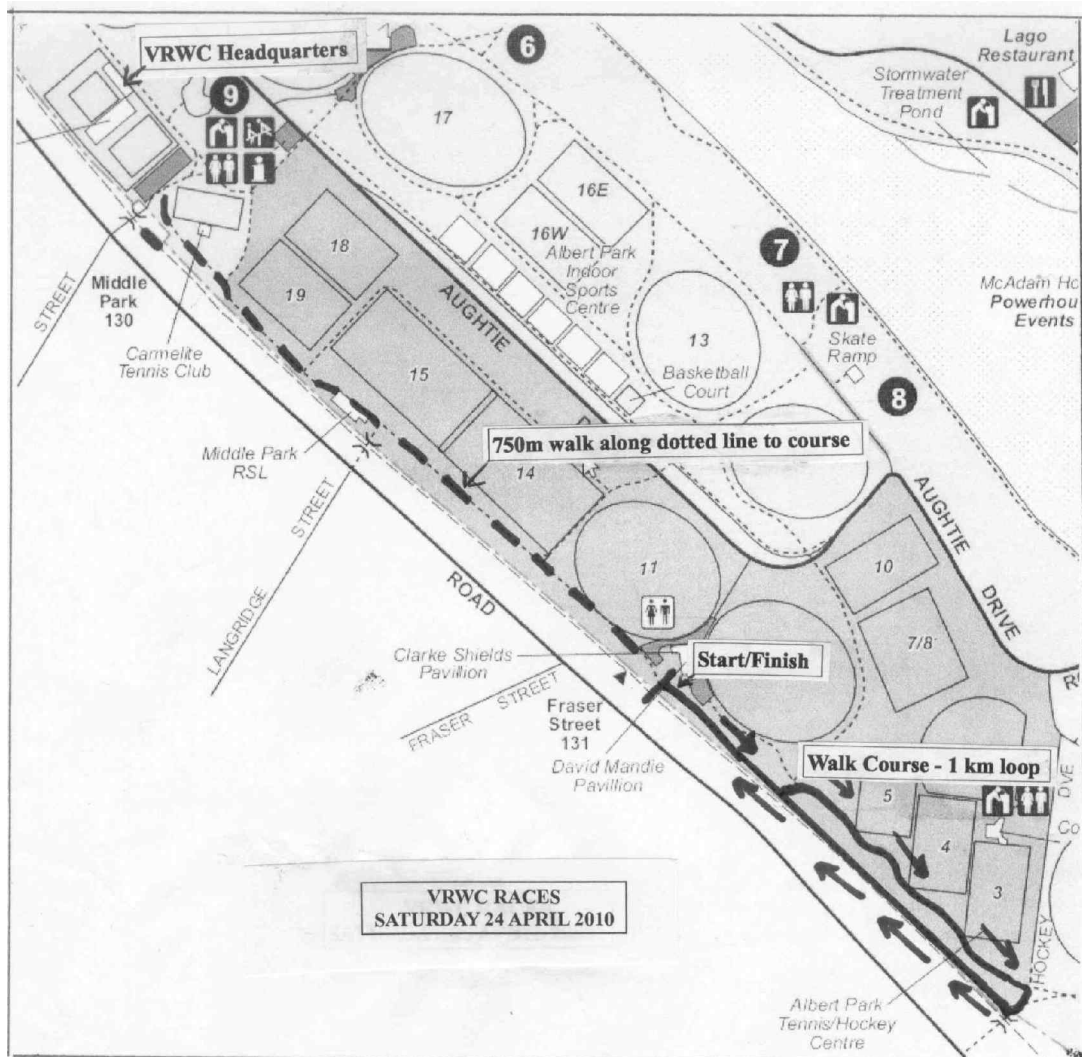 VRWC Headquarters
6
Lago
Restaurant
Stormwater
Treatment
Pond
9
17
16E
16W
Albert Park
Indoor
Sports
Centre
7
18
STREET
Middle
Park
130
19
AUGHTIE
McAdam Ho
Powerhou
Events
13
Skate
Ramp
Carmelite
Tennis Club
15
Basketball
Court
8
Middle Park
RSL
750m walk along dotted line to course
14
STREET
AUGHTIE
DRIVE
10
LANGRIDGE
ROAD
11
7/8
Clarke Shields
Pavillion
Start/Finish
FRASER STREET
Fraser
Street
131
David Mandie
Pavillion
Walk Course - 1 km loop
DVE
5
Co
4
VRWC RACES
SATURDAY 24 APRIL 2010
3
HOCKEY
Albert Park
Tennis/Hockey
Centre